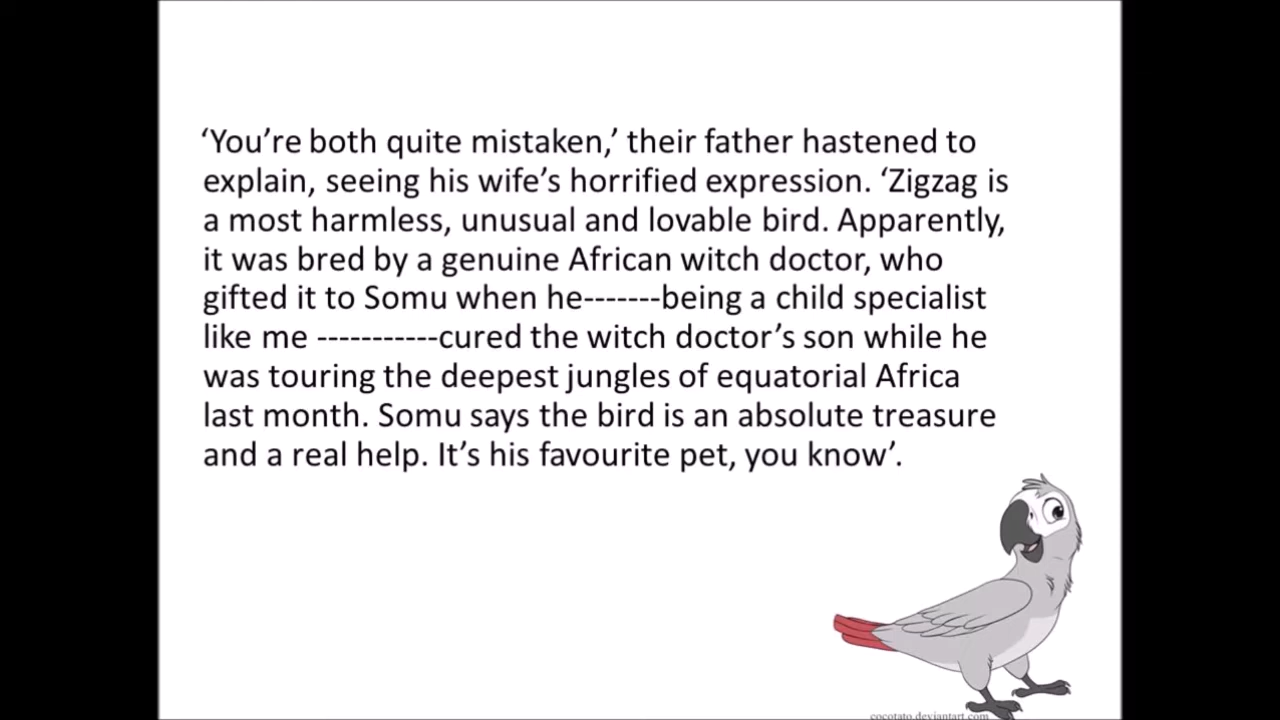 ‘You’re both quite mistaken,’ their father hastened to
explain, seeing his wife’s horrified expression. ‘Zigzag is
a most harmless, unusual and lovable bird. Apparently,
it was bred by a genuine African witch doctor, who
gifted it to Somu when he-------being a child specialist
like me -----------cured the witch doctor’s son while he
was touring the deepest jungles of equatorial Africa
last month. Somu says the bird is an absolute treasure
and a real help. It’s his favourite pet, you know’.
cocotato.deviantart.com